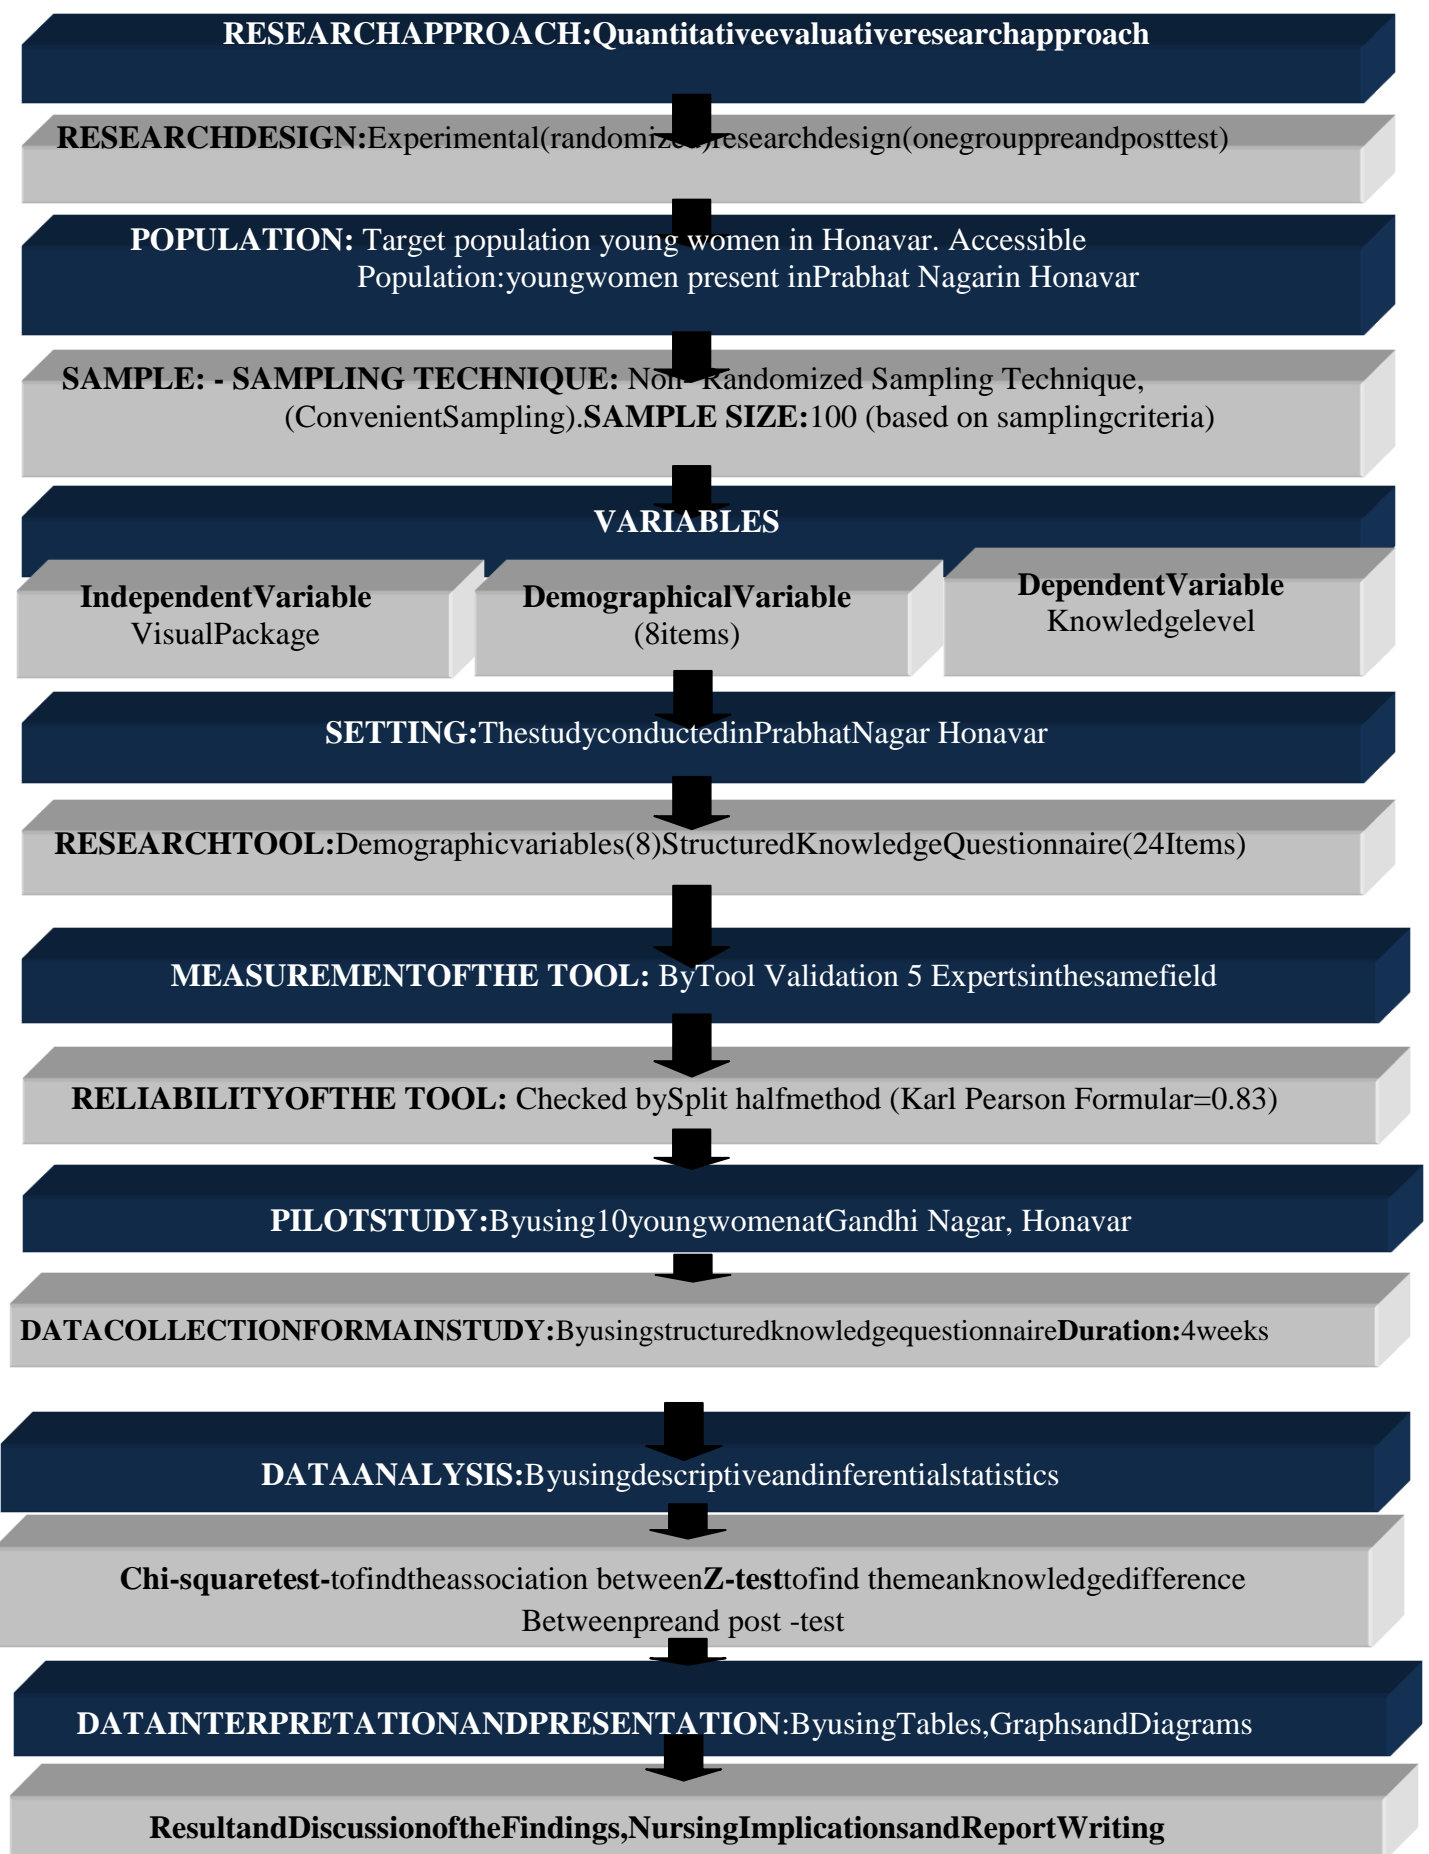 RESEARCHAPPROACH:Quantitativeevaluativeresearchapproach
RESEARCHDESIGN:Experimental(randomized)researchdesign(onegrouppreandposttest)
POPULATION: Target population young women in Honavar. Accessible
Population:youngwomen present inPrabhat Nagarin Honavar
SAMPLE: - SAMPLING TECHNIQUE: Non- Randomized Sampling Technique,
(ConvenientSampling).SAMPLE SIZE:100 (based on samplingcriteria)
VARIABLES
IndependentVariable
VisualPackage
DemographicalVariable
(8items)
DependentVariable
Knowledgelevel
SETTING:ThestudyconductedinPrabhatNagar Honavar
RESEARCHTOOL:Demographicvariables(8)StructuredKnowledgeQuestionnaire(24Items)
MEASUREMENTOFTHE TOOL: ByTool Validation 5 Expertsinthesamefield
RELIABILITYOFTHE TOOL: Checked bySplit halfmethod (Karl Pearson Formular=0.83)
PILOTSTUDY:Byusing10youngwomenatGandhi Nagar, Honavar
DATACOLLECTIONFORMAINSTUDY:ByusingstructuredknowledgequestionnaireDuration:4weeks
DATAANALYSIS:Byusingdescriptiveandinferentialstatistics
Chi-squaretest-tofindtheassociation betweenZ-testtofind themeanknowledgedifference
Betweenpreand post -test
DATAINTERPRETATIONANDPRESENTATION:ByusingTables,GraphsandDiagrams
ResultandDiscussionoftheFindings,NursingImplicationsandReportWriting